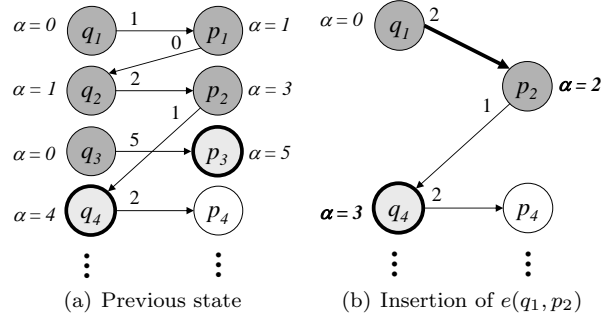 α=0 q1 1 p1 α=1
0
α=1 q2 2 p2 α=3
1
α=0 q3 5 p3 α=5
α=4 q4 2 p4
(a) Previous state
α=0 q1 2
p2 α=2
1
α=3 q4 2 p4
(b) Insertion of e(q1, p2)